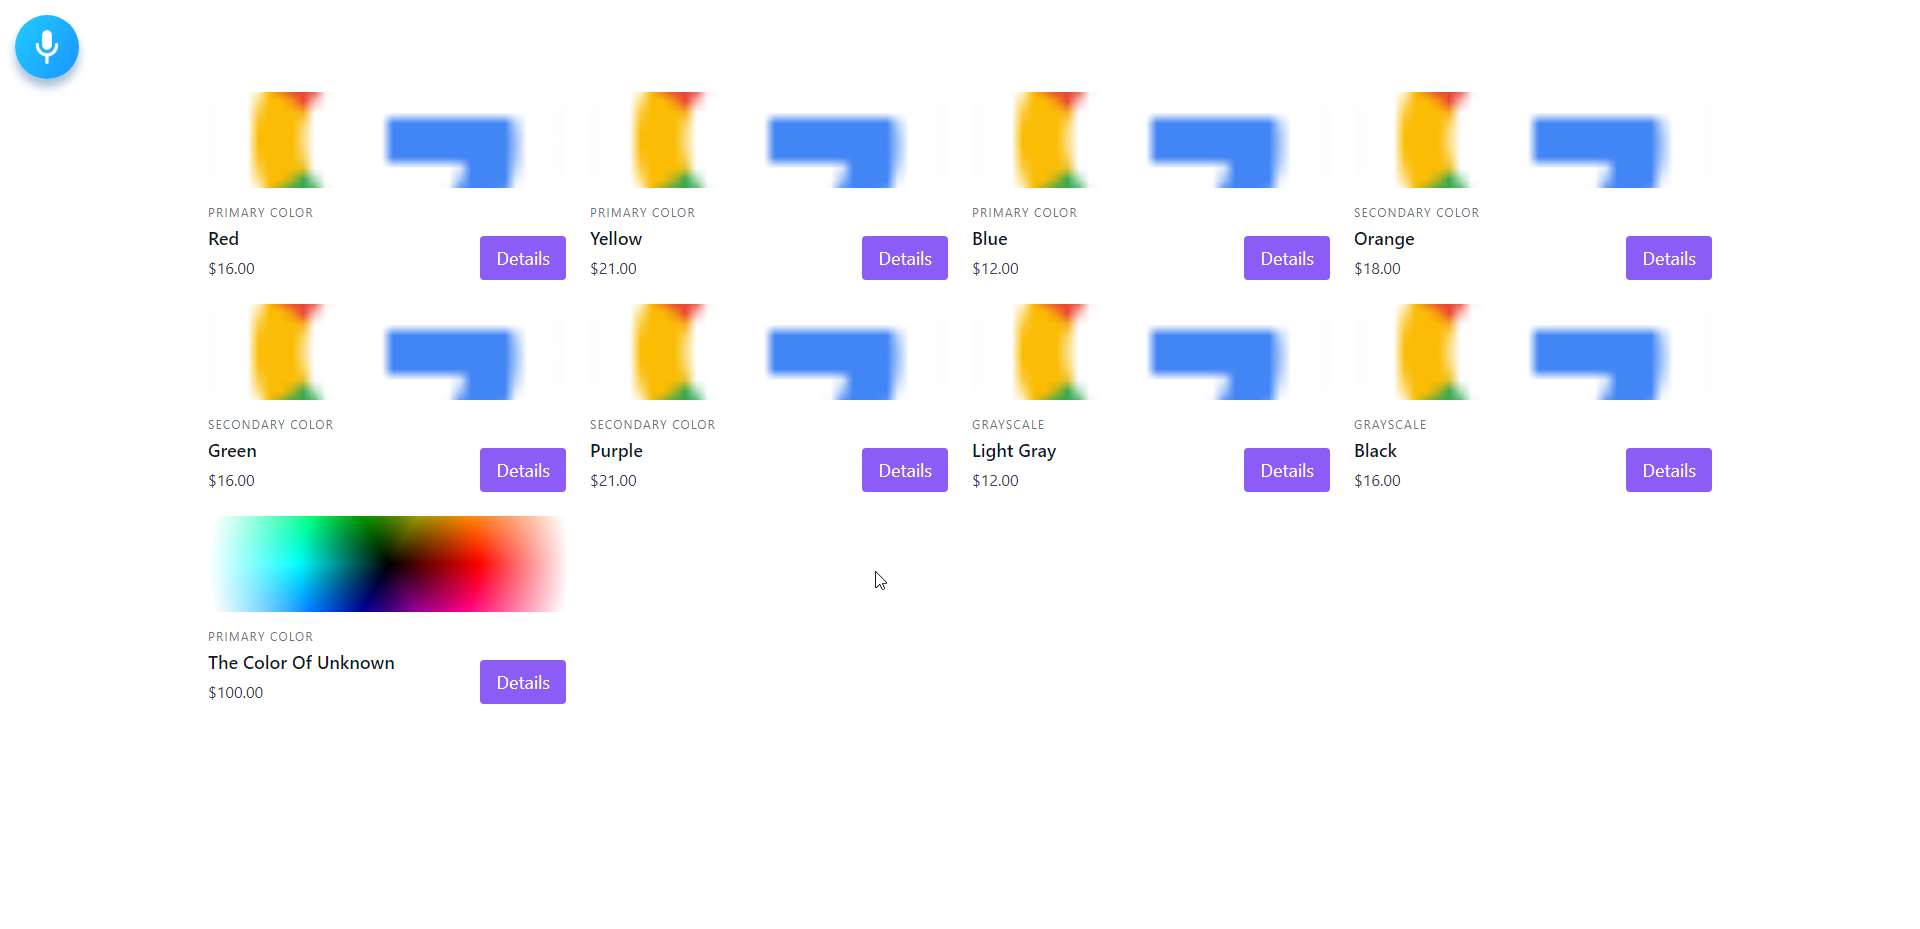 PRIMARY COLOR
Red
$16.00
Details
PRIMARY COLOR
Yellow
$21.00
Details
PRIMARY COLOR
Blue
$12.00
Details
SECONDARY COLOR
Orange
$18.00
Details
SECONDARY COLOR
Green
$16.00
Details
SECONDARY COLOR
Purple
$21.00
Details
GRAYSCALE
Light Gray
$12.00
Details
GRAYSCALE
Black
$16.00
Details
PRIMARY COLOR
The Color Of Unknown
$100.00
Details